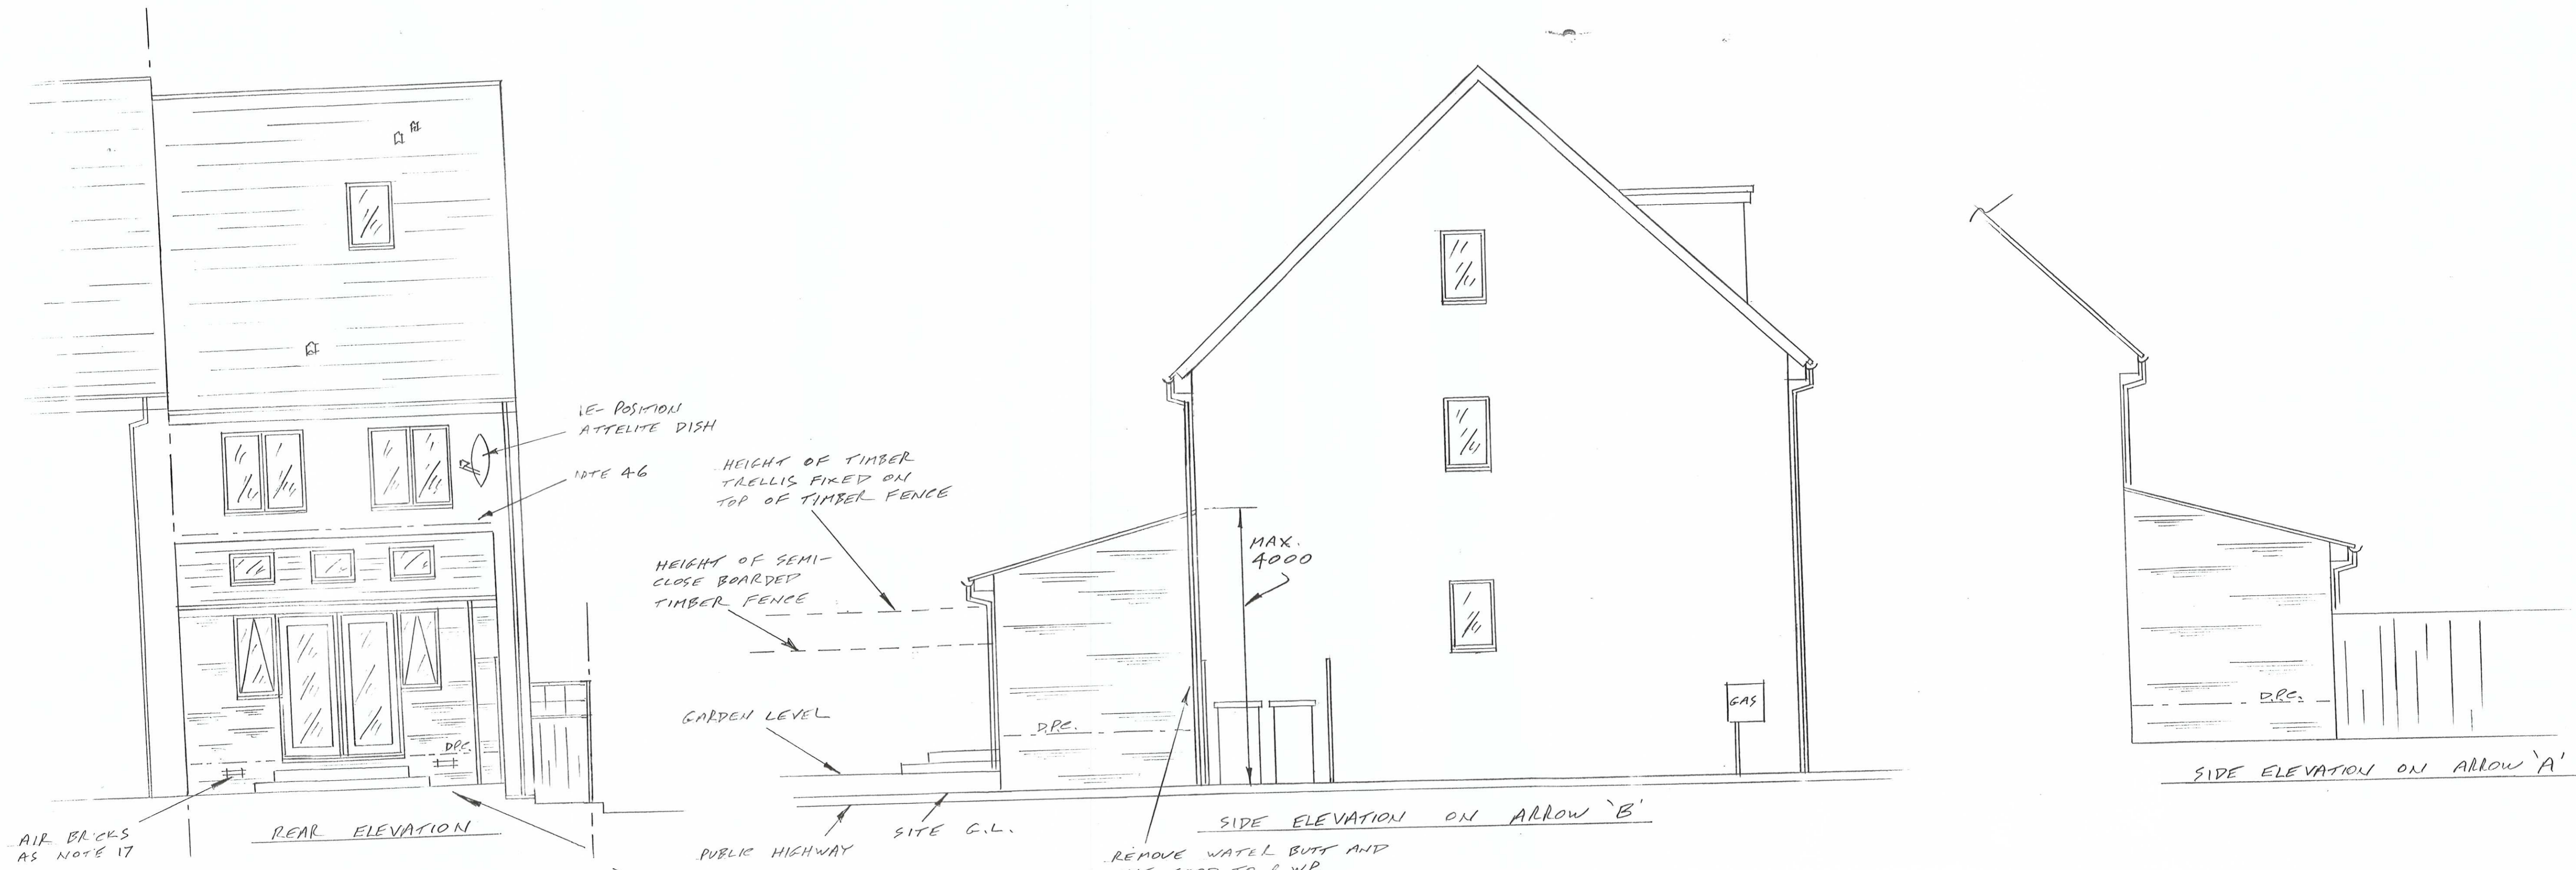 IE- POSITION
ATTELITE DISH
NOTE 46
HEIGHT OF TIMBER
TRELLIS FIXED ON
TOP OF TIMBER FENCE
HEIGHT OF SEMI-
CLOSE BOARDED
TIMBER FENCE
MAX.
4000
GARDEN LEVEL
D.P.C.
D.P.C.
GAS
D.P.C.
AIR BRICKS
AS NOTE 17
REAR ELEVATION
PUBLIC HIGHWAY
SITE G.L.
SIDE ELEVATION ON ARROW 'B'
REMOVE WATER BUTT AND
SIDE ELEVATION ON ARROW 'A'